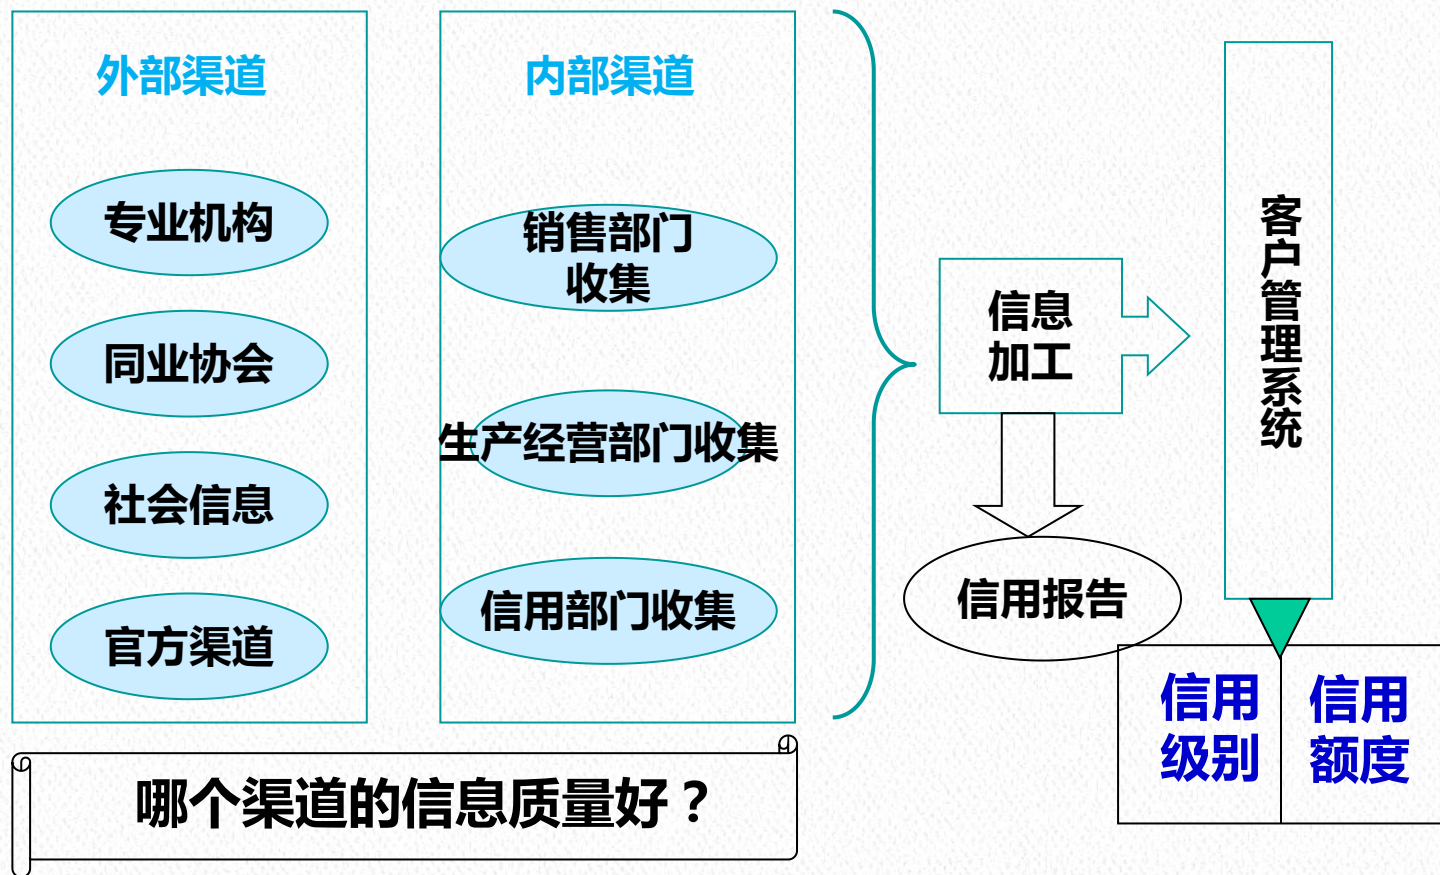 外部渠道
专业机构
同业协会
社会信息
官方渠道
内部渠道
销售部门
收集
生产经营部门收集
信用部门收集
信息
加工
信用报告
客户管理系统
信用
级别
信用
额度
哪个渠道的信息质量好？